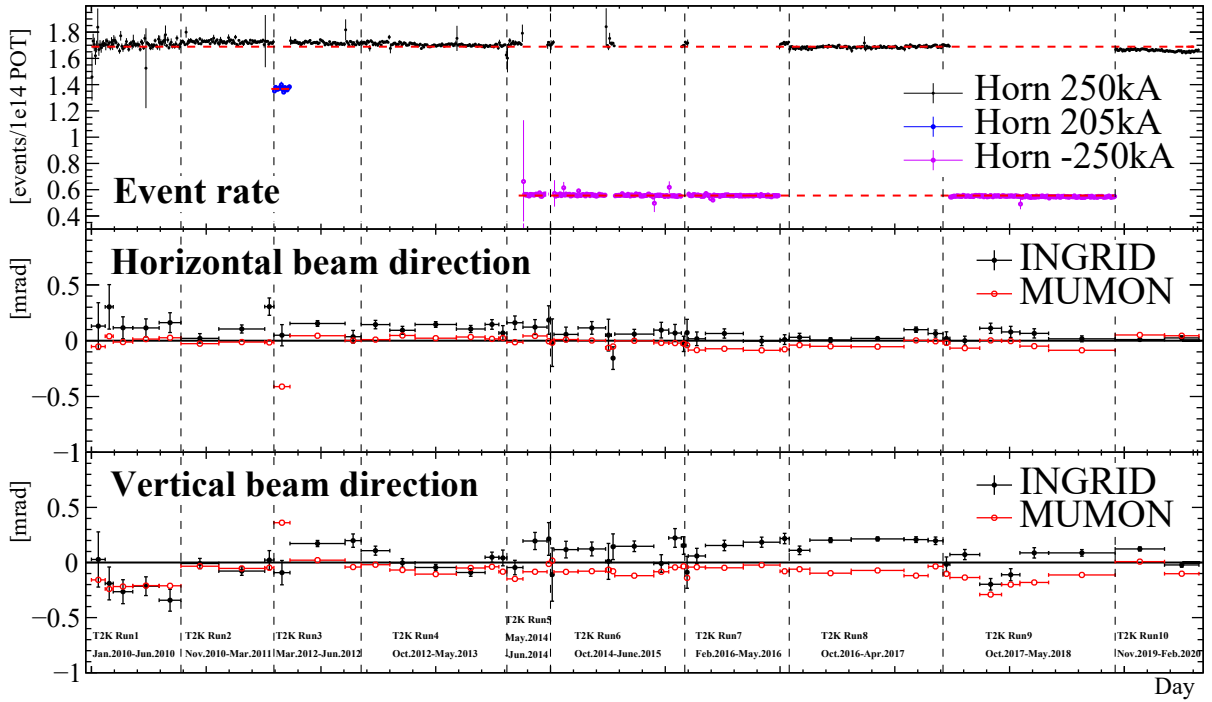 [events/1e14 POT]
1.8
1.6
1.4
1.2
1
0.8
0.6
0.4
Horn 250kA
Horn 205kA
Horn -250kA
Event rate
[mrad]
0.5
0
−0.5
−1
Horizontal beam direction
INGRID
MUMON
[mrad]
0.5
0
−0.5
−1
Vertical beam direction
INGRID
MUMON
T2K Run1
Jan.2010-Jun.2010
T2K Run2
Nov.2010-Mar.2011
T2K Run3
Mar.2012-Jun.2012
T2K Run4
Oct.2012-May.2013
T2K Run5
May.2014
-Jun.2014
T2K Run6
Oct.2014-June.2015
T2K Run7
Feb.2016-May.2016
T2K Run8
Oct.2016-Apr.2017
T2K Run9
Oct.2017-May.2018
T2K Run10
Nov.2019-Feb.2020
Day